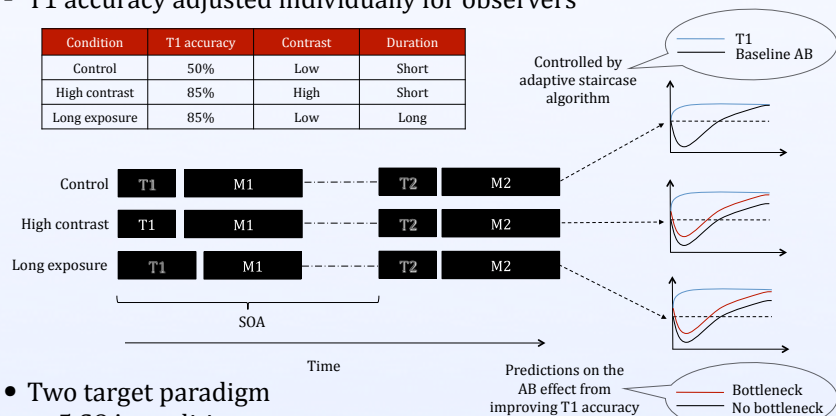 T1 accuracy adjusted individually for observers
Condition T1 accuracy Contrast Duration
Control 50% Low Short
High contrast 85% High Short
Long exposure 85% Low Long
Controlled by
adaptive staircase
algorithm
T1
Baseline AB
Control T1 M1 T2 M2
High contrast T1 M1 T2 M2
Long exposure T1 M1 T2 M2
SOA
Time
• Two target paradigm
Predictions on the
AB effect from
improving T1 accuracy
Bottleneck
No bottleneck